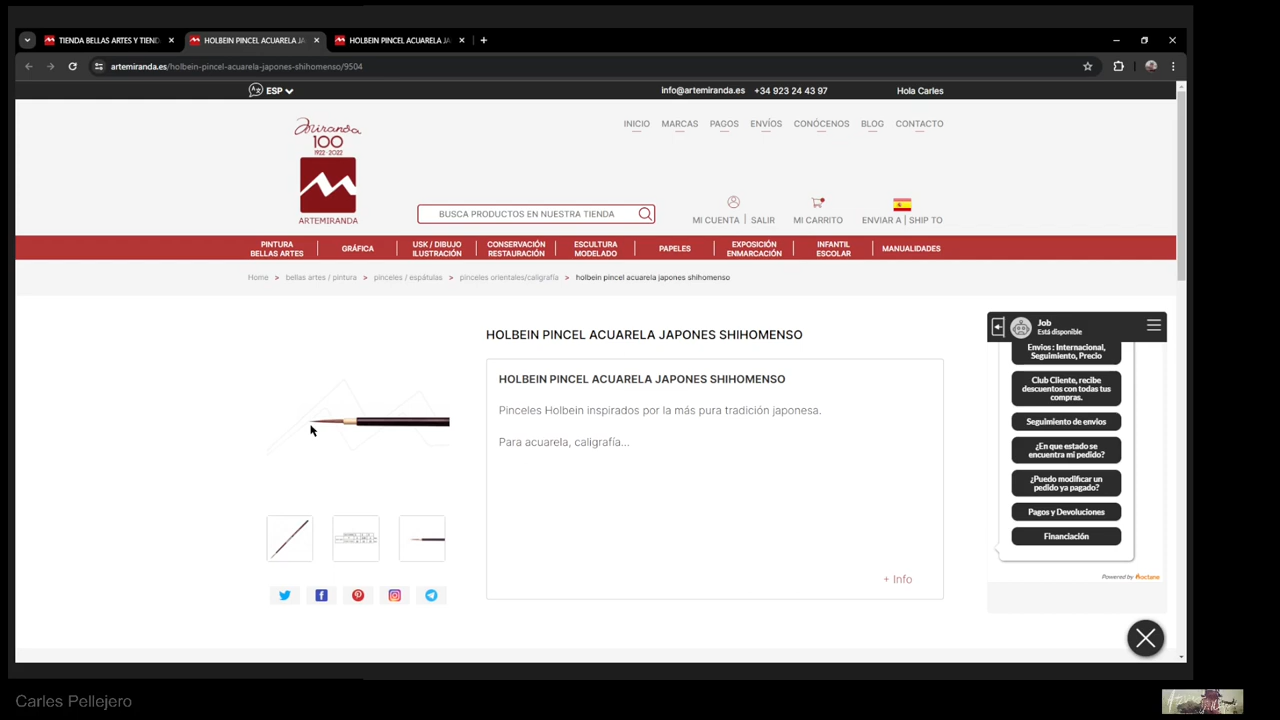 TIENDA BELLAS ARTES Y TIEND
HOLBEIN PINCEL ACUARELA JA
HOLBEIN PINCEL ACUARELA JA
artemiranda.es/holbein-pincel-acuarela-japones-shihomenso/9504
ESP
info@artemiranda.es
+34 923 24 43 97
Hola Carles
Miranda
100
1922-2022
ARTEMIRANDA
INICIO
MARCAS
PAGOS
ENVÍOS
CONÓCENOS
BLOG
CONTACTO
BUSCA PRODUCTOS EN NUESTRA TIENDA
MI CUENTA | SALIR
MI CARRITO
ENVIAR A | SHIP TO
PINTURA
BELLAS ARTES
GRÁFICA
USK / DIBUJO
ILUSTRACIÓN
CONSERVACIÓN
RESTAURACIÓN
ESCULTURA
MODELADO
PAPELES
EXPOSICIÓN
ENMARCACIÓN
INFANTIL
ESCOLAR
MANUALIDADES
Home > bellas artes / pintura > pinceles / espátulas > pinceles orientales/caligrafía > holbein pincel acuarela japones shihomenso
HOLBEIN PINCEL ACUARELA JAPONES SHIHOMENSO
HOLBEIN PINCEL ACUARELA JAPONES SHIHOMENSO
Pinceles Holbein inspirados por la más pura tradición japonesa.
Para acuarela, caligrafía...
+ Info
Job
Está disponible
Envios : Internacional,
Seguimiento, Precio
Club Cliente, recibe
descuentos con todas tus
compras.
Seguimiento de envios
¿En que estado se
encuentra mi pedido?
¿Puedo modificar un
pedido ya pagado?
Pagos y Devoluciones
Financiación
Powered by
Carles Pellejero